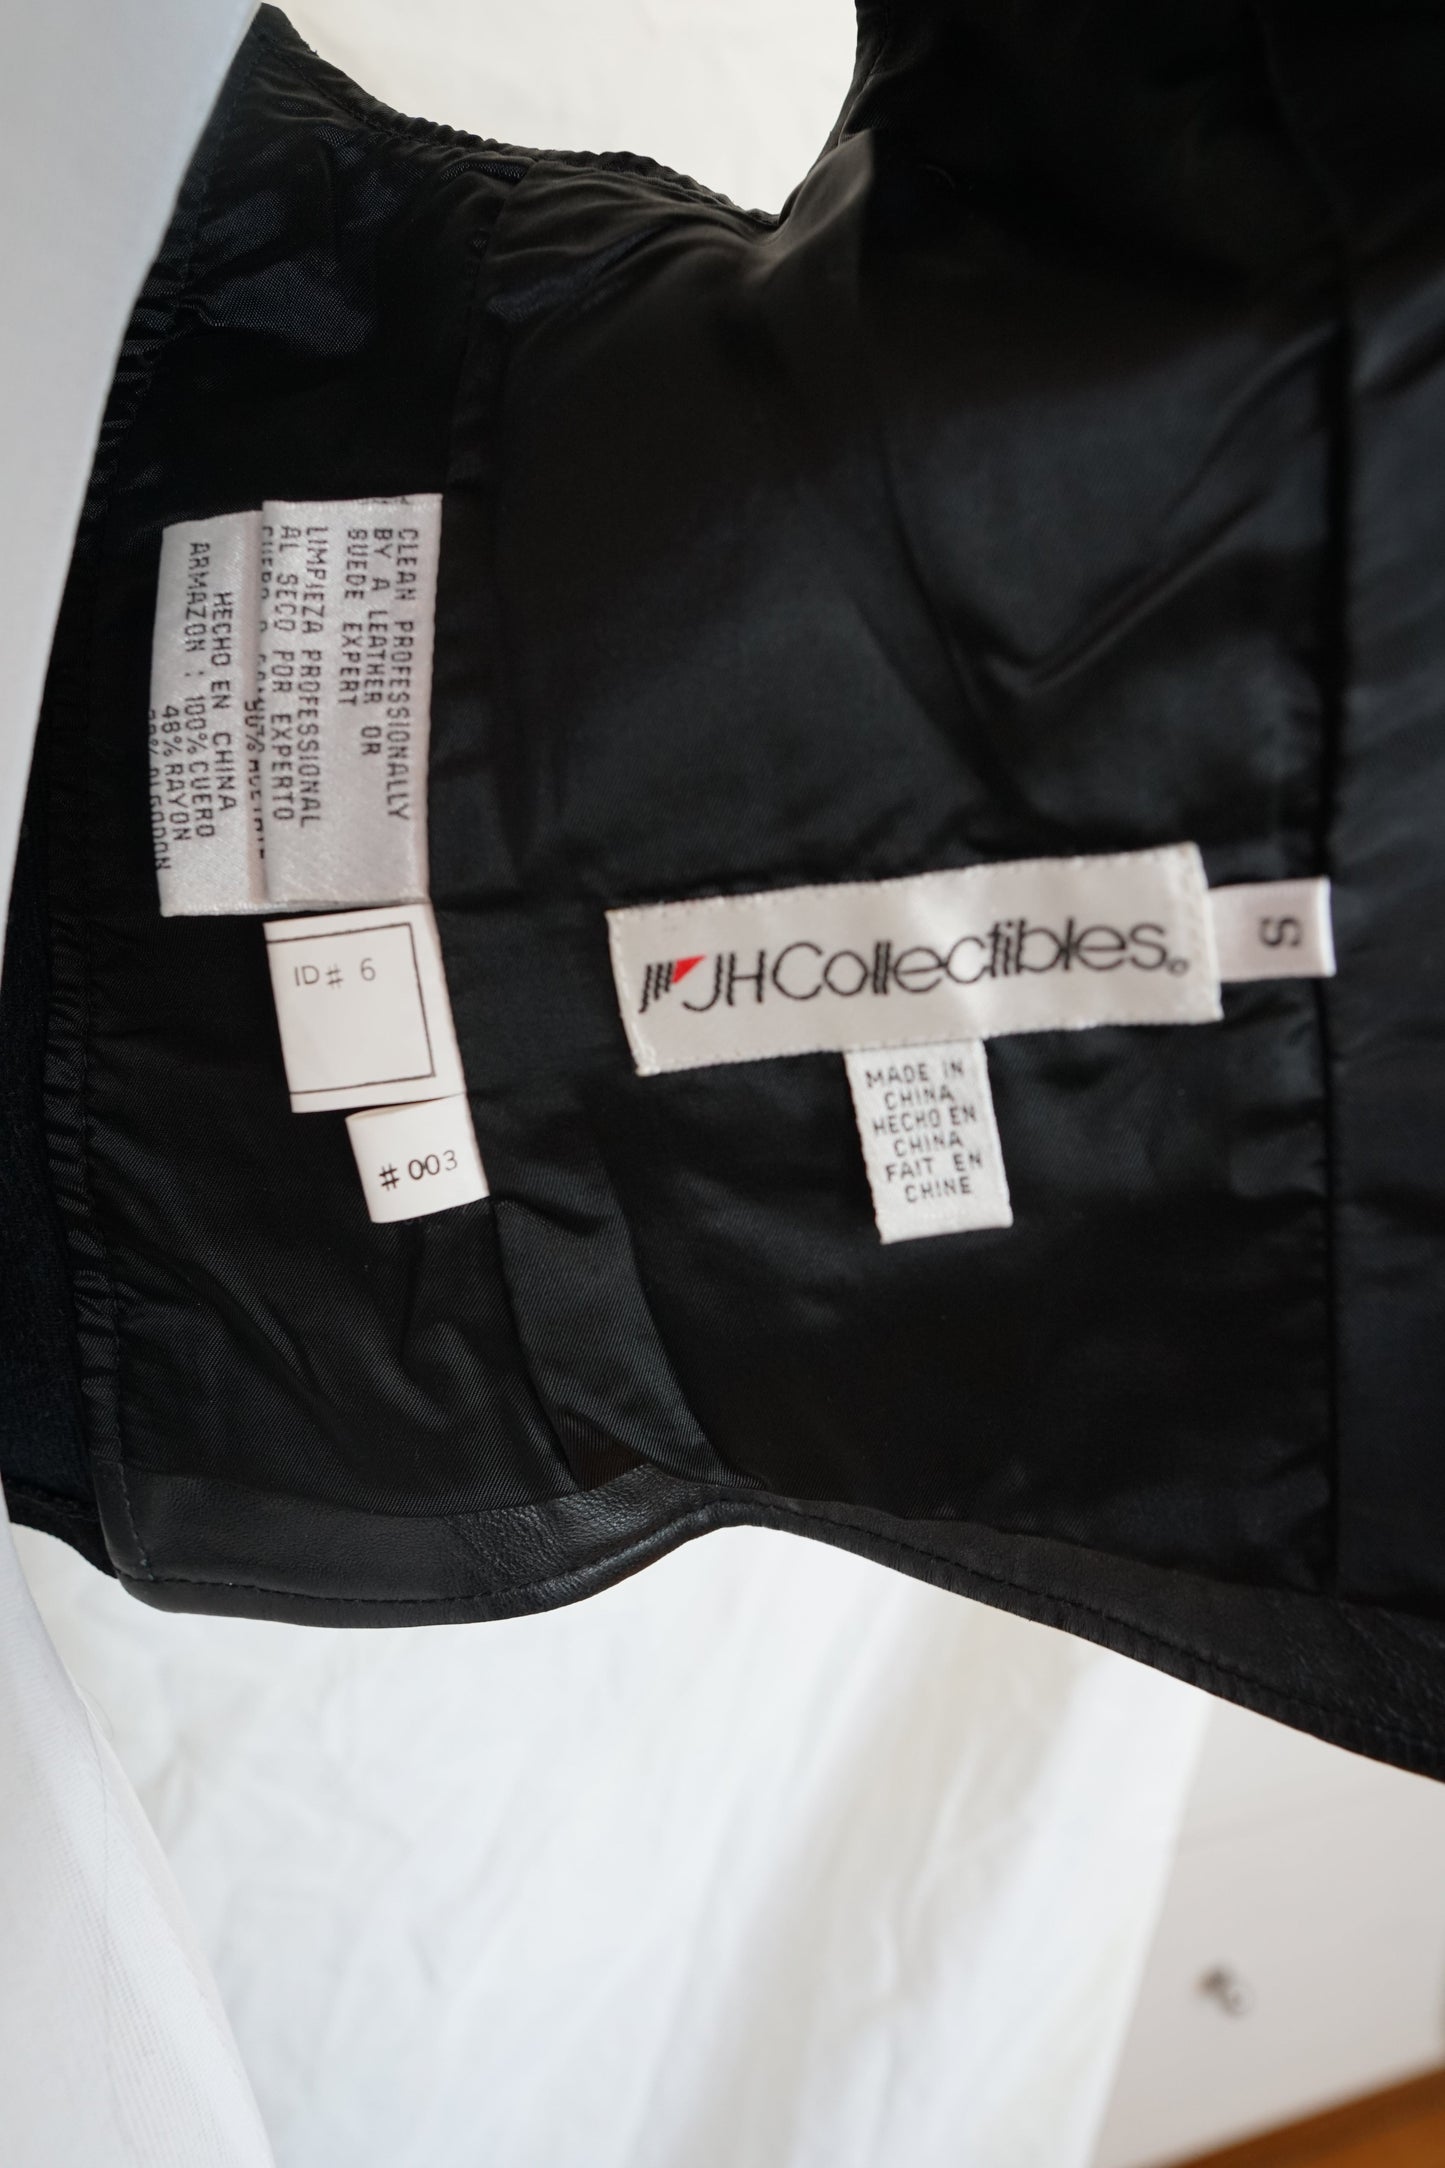 JHCollectibles®
S
MADE IN
CHINA
HECHO EN
CHINA
FAIT EN
CHINE
CLEAN PROFESSIONALLY
BY A LEATHER OR
SUEDE EXPERT
LIMPIEZA PROFESSIONAL
AL SECO POR EXPERTO
HECHO EN CHINA
ARMAZON : 100% CUERO
48% RAYON
ID# 6
#003